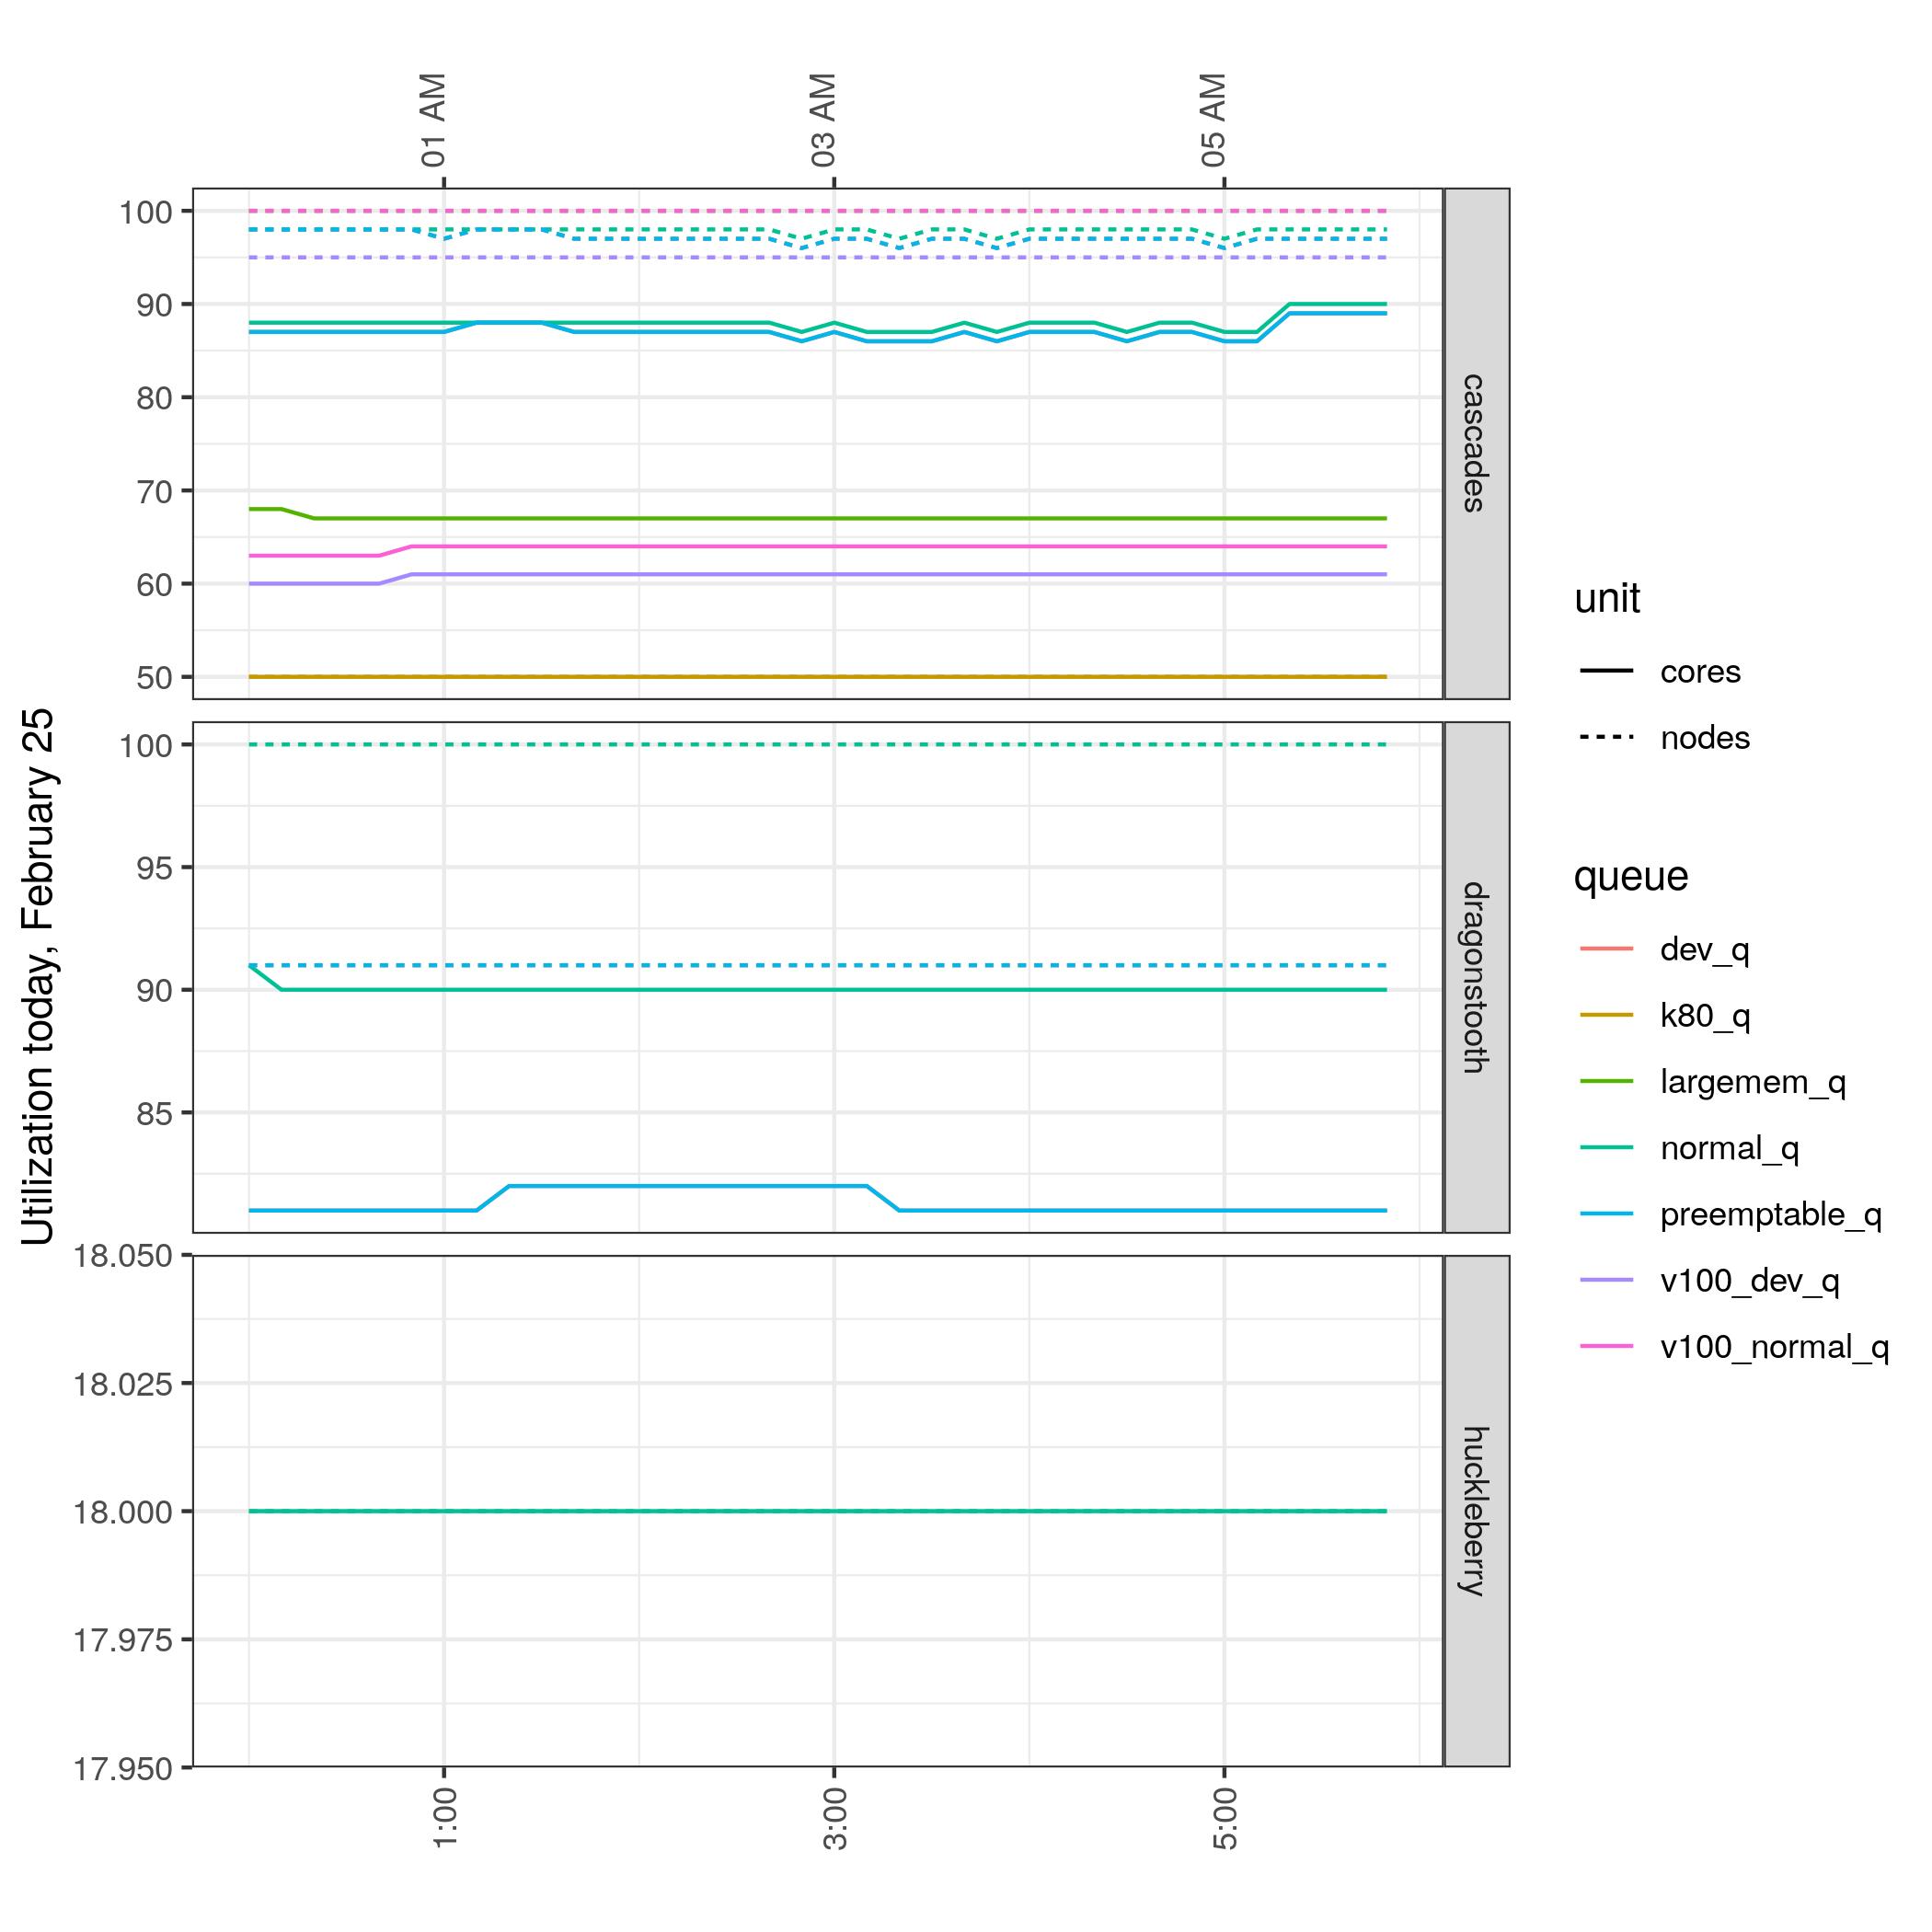 01 AM
03 AM
05 AM
100
90
80
70
60
50
cascades
100
95
90
85
dragonstooth
18.050
18.025
18.000
17.975
17.950
huckleberry
1:00
3:00
5:00
Utilization today, February 25
unit
cores
nodes
queue
dev_q
k80_q
largemem_q
normal_q
preemptable_q
v100_dev_q
v100_normal_q